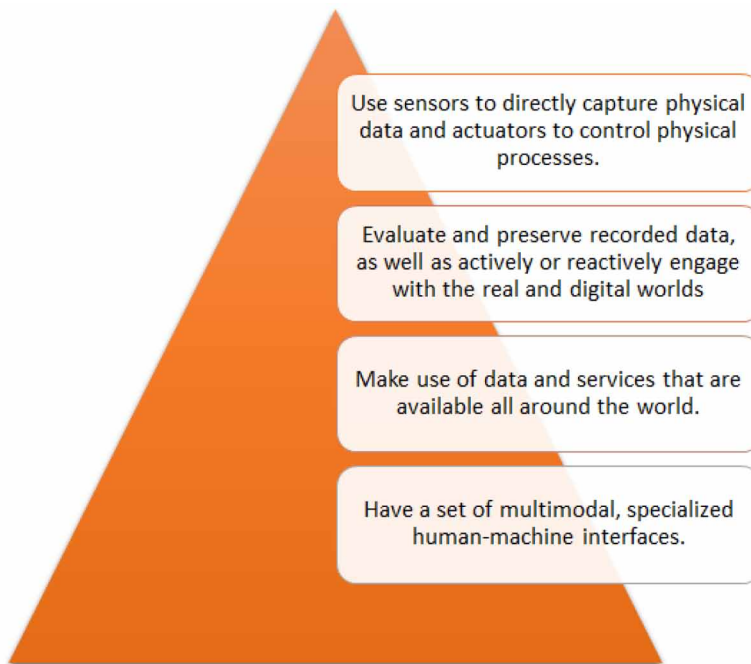 Use sensors to directly capture physical
data and actuators to control physical
processes.
Evaluate and preserve recorded data,
as well as actively or reactively engage
with the real and digital worlds
Make use of data and services that are
available all around the world.
Have a set of multimodal, specialized
human-machine interfaces.